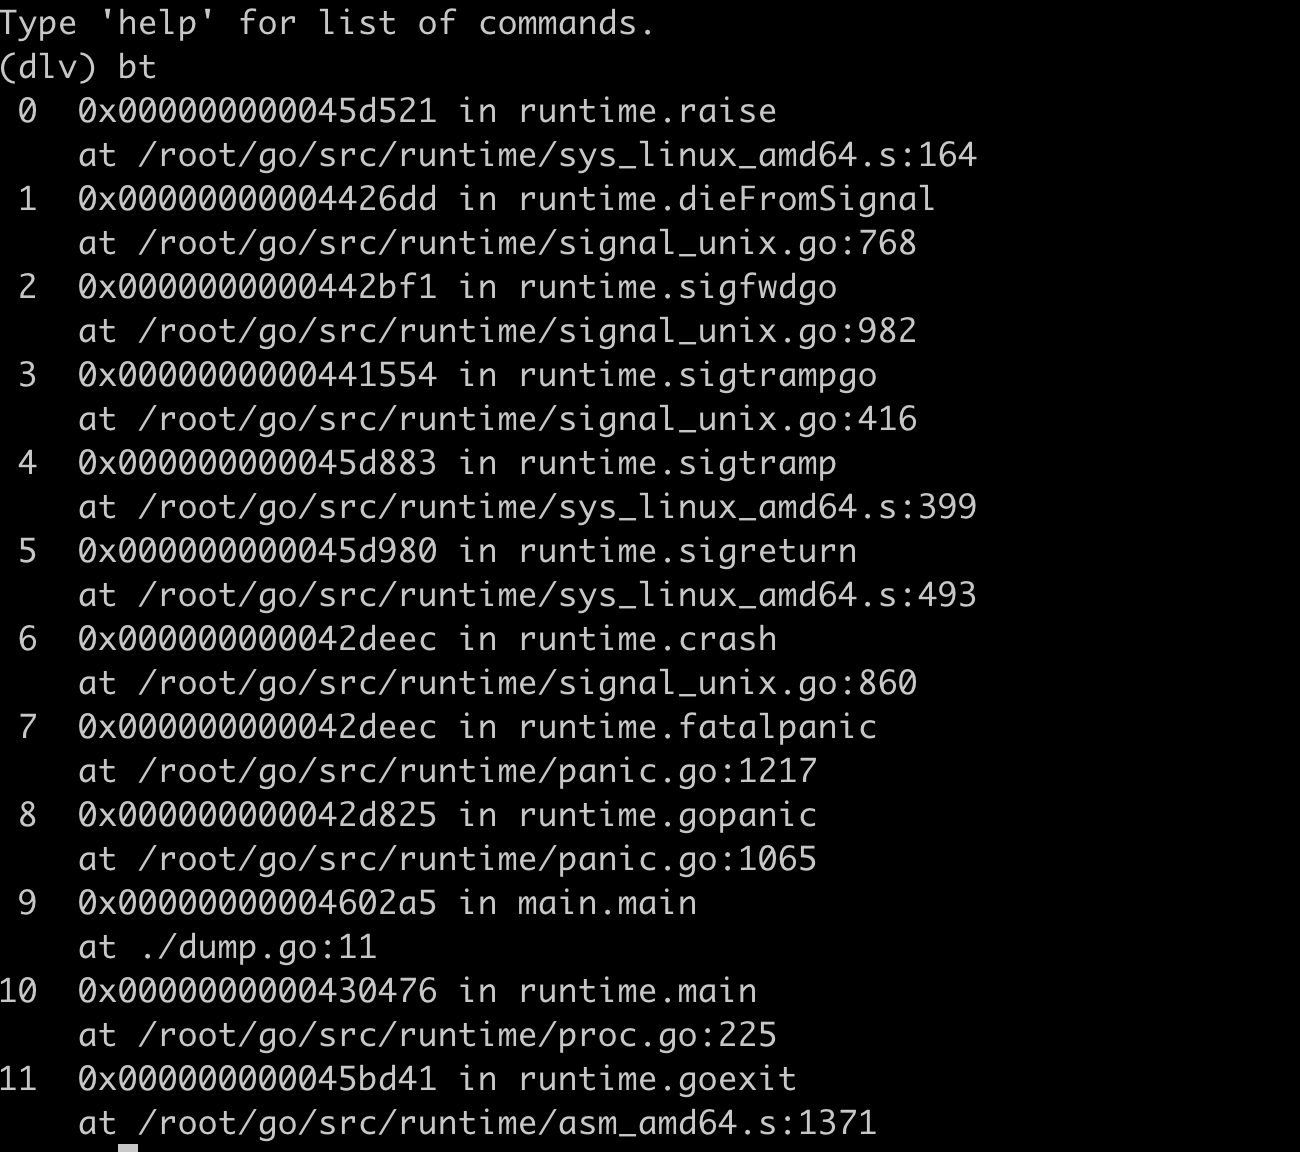 Type 'help' for list of commands.
(dlv) bt
 0  0x000000000045d521 in runtime.raise
    at /root/go/src/runtime/sys_linux_amd64.s:164
 1  0x00000000004426dd in runtime.dieFromSignal
    at /root/go/src/runtime/signal_unix.go:768
 2  0x0000000000442bf1 in runtime.sigfwdgo
    at /root/go/src/runtime/signal_unix.go:982
 3  0x0000000000441554 in runtime.sigtrampgo
    at /root/go/src/runtime/signal_unix.go:416
 4  0x000000000045d883 in runtime.sigtramp
    at /root/go/src/runtime/sys_linux_amd64.s:399
 5  0x000000000045d980 in runtime.sigreturn
    at /root/go/src/runtime/sys_linux_amd64.s:493
 6  0x000000000042deec in runtime.crash
    at /root/go/src/runtime/signal_unix.go:860
 7  0x000000000042deec in runtime.fatalpanic
    at /root/go/src/runtime/panic.go:1217
 8  0x000000000042d825 in runtime.gopanic
    at /root/go/src/runtime/panic.go:1065
 9  0x00000000004602a5 in main.main
    at ./dump.go:11
10  0x0000000000430476 in runtime.main
    at /root/go/src/runtime/proc.go:225
11  0x000000000045bd41 in runtime.goexit
    at /root/go/src/runtime/asm_amd64.s:1371